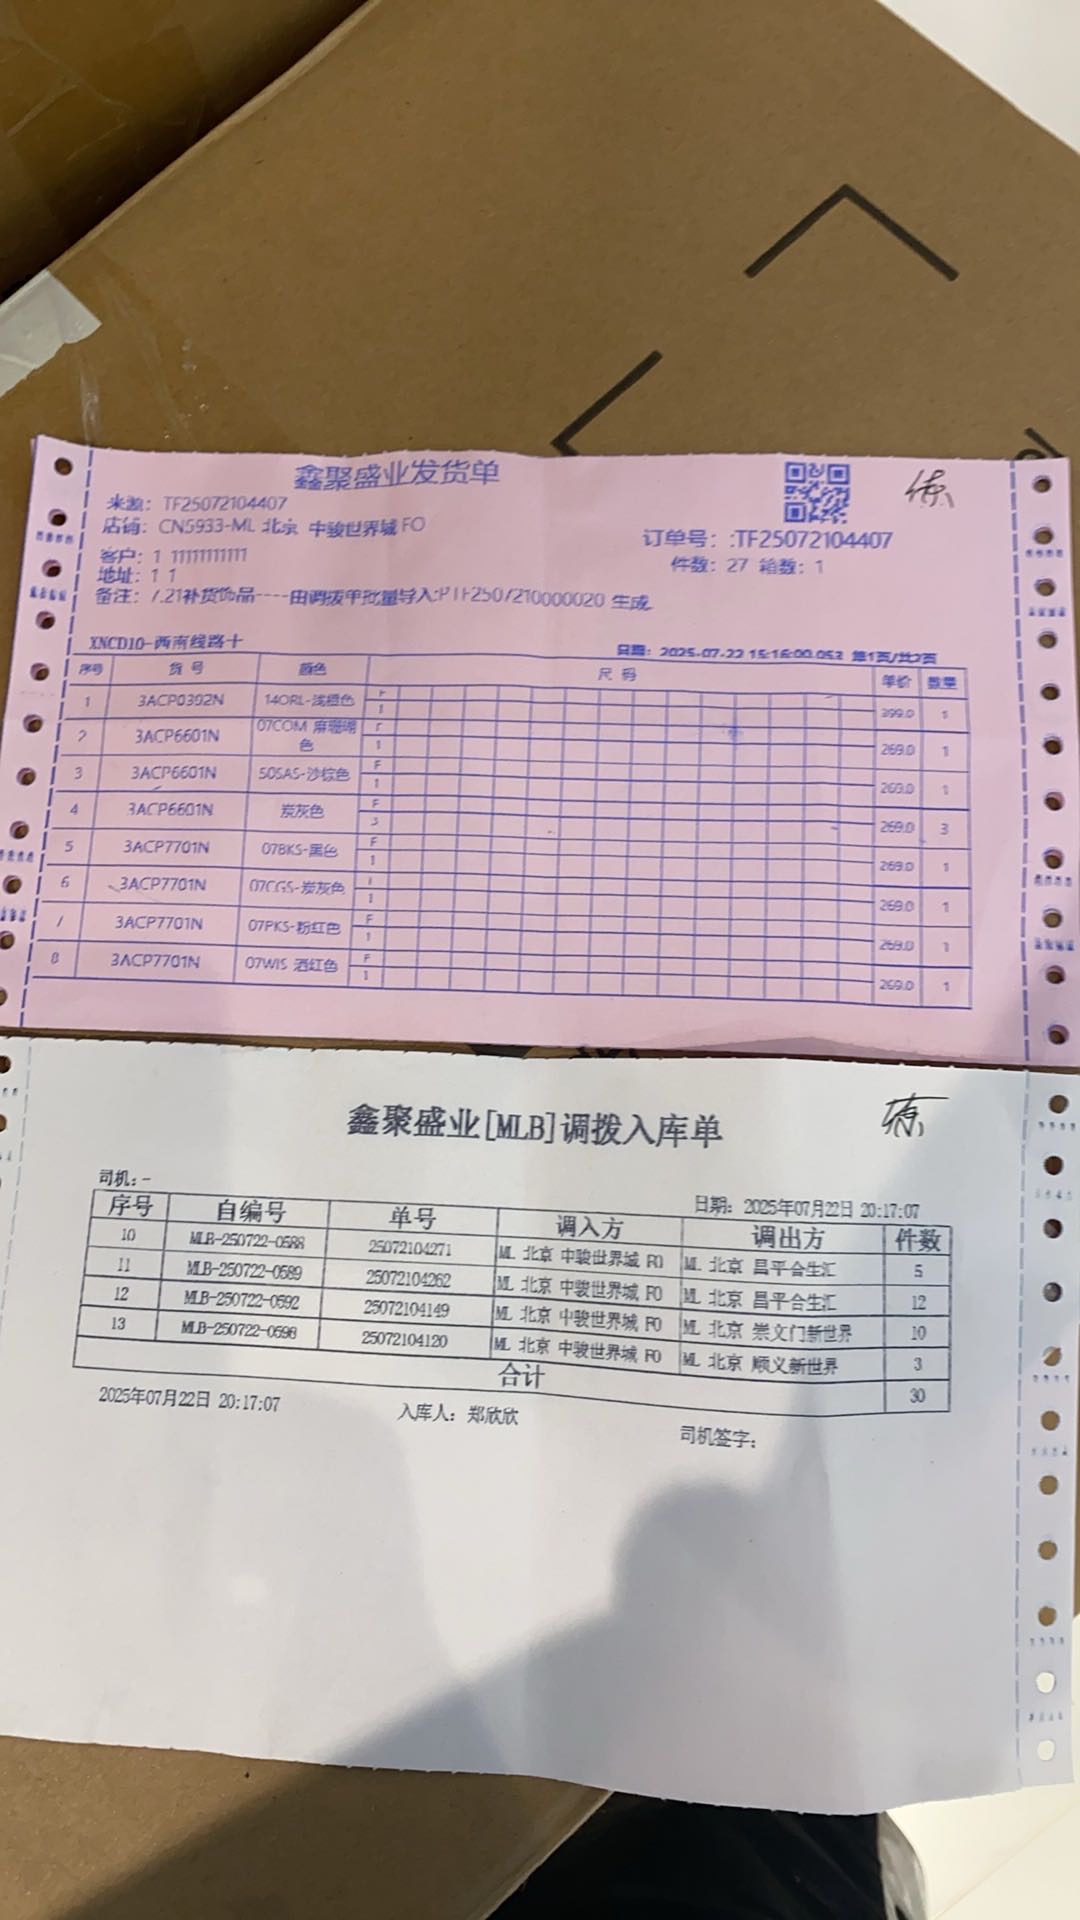 鑫聚盛业发货单
来源：TF25072104407
店铺：CN5933-ML 北京 中骏世界城 FO
订单号：:TF25072104407
客户：1 11111111111
件数：27 箱数：1
地址：1 1
备注：7.21补货饰品----由调拨单批量导入:PTF2507210000020 生成
XNCD10-西南线路十
日期：2025-07-22 15:16:00.053 第1页/共2页
序号 货号 颜色 尺码 单价 数量
1 3ACP0392N 14ORL-浅橙色 F 1 399.0 1
2 3ACP6601N 07COM 麻珊瑚色 F 1 269.0 1
3 3ACP6601N 50SAS-沙棕色 F 1 269.0 1
4 3ACP6601N 炭灰色 F 3 269.0 3
5 3ACP7701N 07BKS-黑色 F 1 269.0 1
6 3ACP7701N 07CGS-炭灰色 1 269.0 1
7 3ACP7701N 07PKS-粉红色 F 1 269.0 1
8 3ACP7701N 07WIS 酒红色 F 1 269.0 1
鑫聚盛业[MLB]调拨入库单
司机：-
日期：2025年07月22日 20:17:07
序号 自编号 单号 调入方 调出方 件数
10 MLB-250722-0588 25072104271 ML 北京 中骏世界城 FO ML 北京 昌平合生汇 5
11 MLB-250722-0589 25072104262 ML 北京 中骏世界城 FO ML 北京 昌平合生汇 12
12 MLB-250722-0592 25072104149 ML 北京 中骏世界城 FO ML 北京 崇文门新世界 10
13 MLB-250722-0598 25072104120 ML 北京 中骏世界城 FO ML 北京 顺义新世界 3
合计 30
2025年07月22日 20:17:07
入库人：郑欣欣
司机签字：